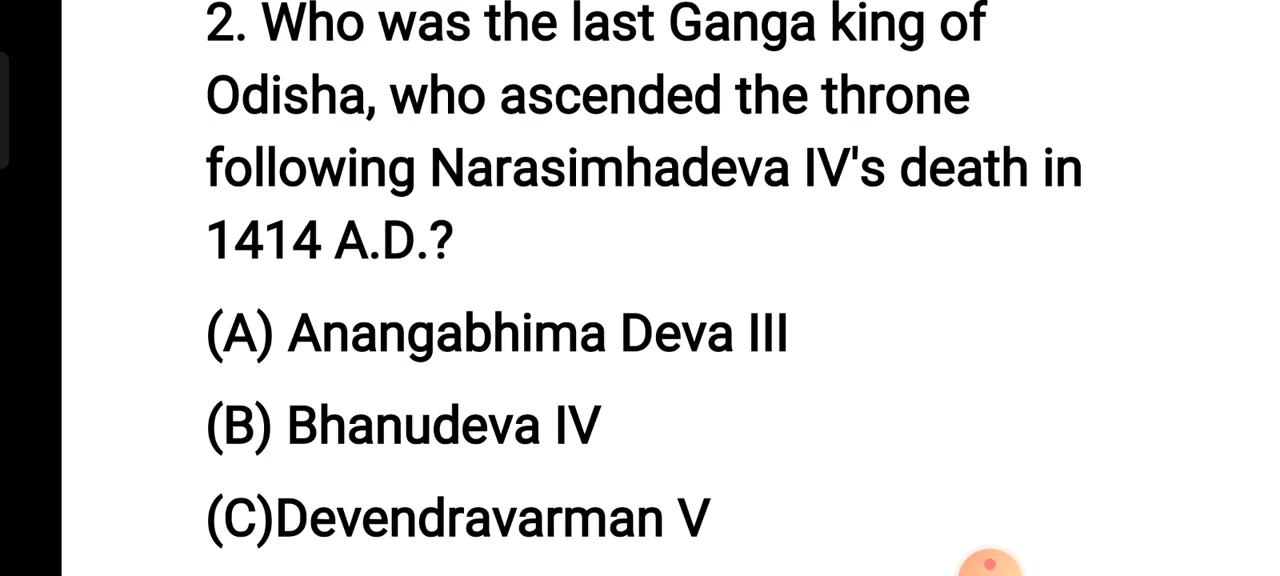 2. Who was the last Ganga king of
Odisha, who ascended the throne
following Narasimhadeva IV's death in
1414 A.D.?
(A) Anangabhima Deva III
(B) Bhanudeva IV
(C)Devendravarman V